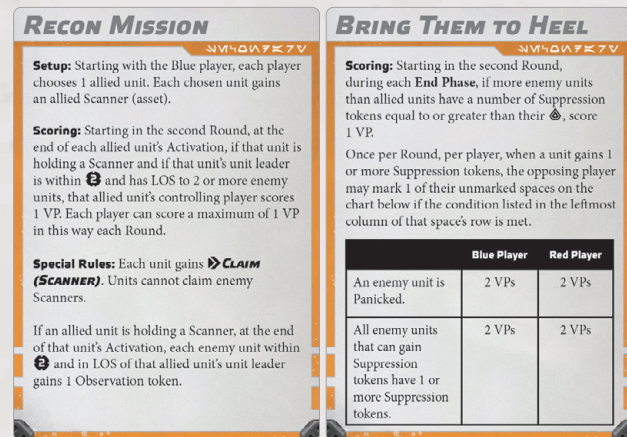 RECON MISSION
Setup: Starting with the Blue player, each player
chooses 1 allied unit. Each chosen unit gains
an allied Scanner (asset).
Scoring: Starting in the second Round, at the
end of each allied unit's Activation, if that unit is
holding a Scanner and if that unit's unit leader
is within 2 and has LOS to 2 or more enemy
units, that allied unit's controlling player scores
1 VP. Each player can score a maximum of 1 VP
in this way each Round.
Special Rules: Each unit gains CLAIM
(SCANNER). Units cannot claim enemy
Scanners.
If an allied unit is holding a Scanner, at the end
of that unit's Activation, each enemy unit within
2 and in LOS of that allied unit's unit leader
gains 1 Observation token.
BRING THEM TO HEEL
Scoring: Starting in the second Round,
during each End Phase, if more enemy units
than allied units have a number of Suppression
tokens equal to or greater than their , score
1 VP.
Once per Round, per player, when a unit gains 1
or more Suppression tokens, the opposing player
may mark 1 of their unmarked spaces on the
chart below if the condition listed in the leftmost
column of that space's row is met.
Blue Player Red Player
An enemy unit is
Panicked.
2 VPs 2 VPs
All enemy units
that can gain
Suppression
tokens have 1 or
more Suppression
tokens.
2 VPs 2 VPs